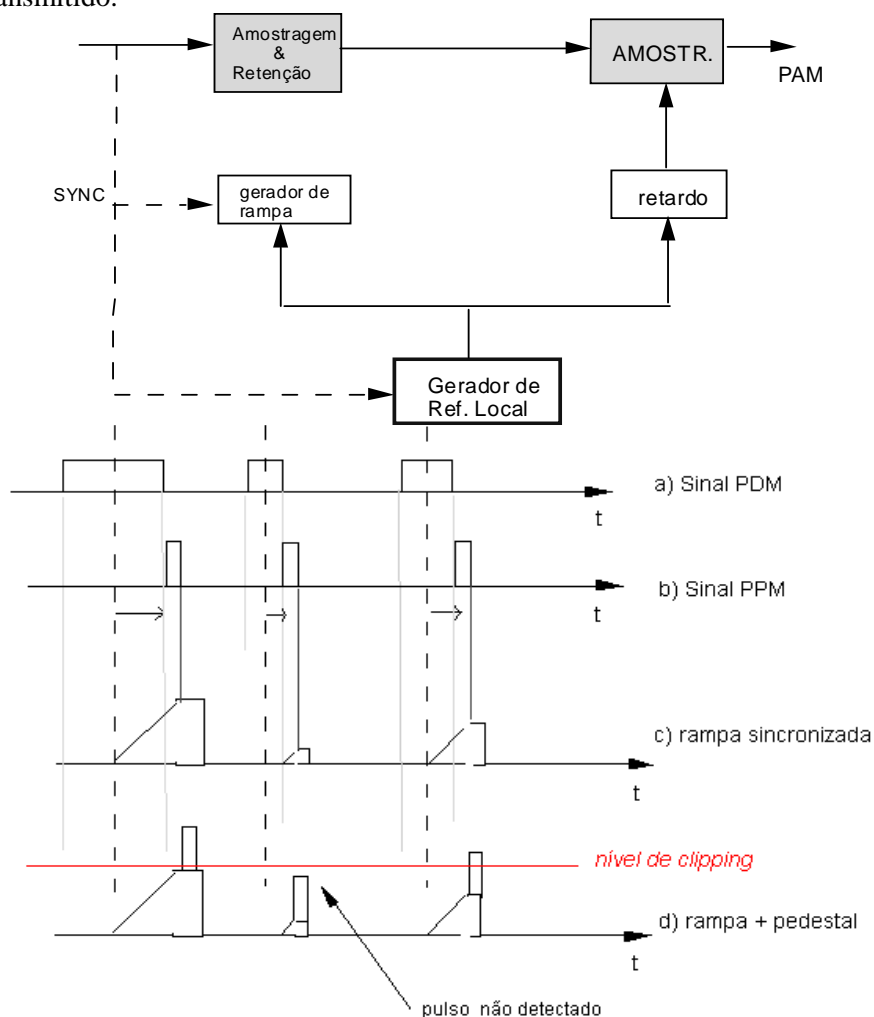 ansmitido.
Amostragem
&
Retenção
AMOSTR.
PAM
SYNC
gerador de
rampa
retardo
Gerador de
Ref. Local
a) Sinal PDM
t
b) Sinal PPM
t
c) rampa sincronizada
t
nível de clipping
d) rampa + pedestal
t
pulso não detectado